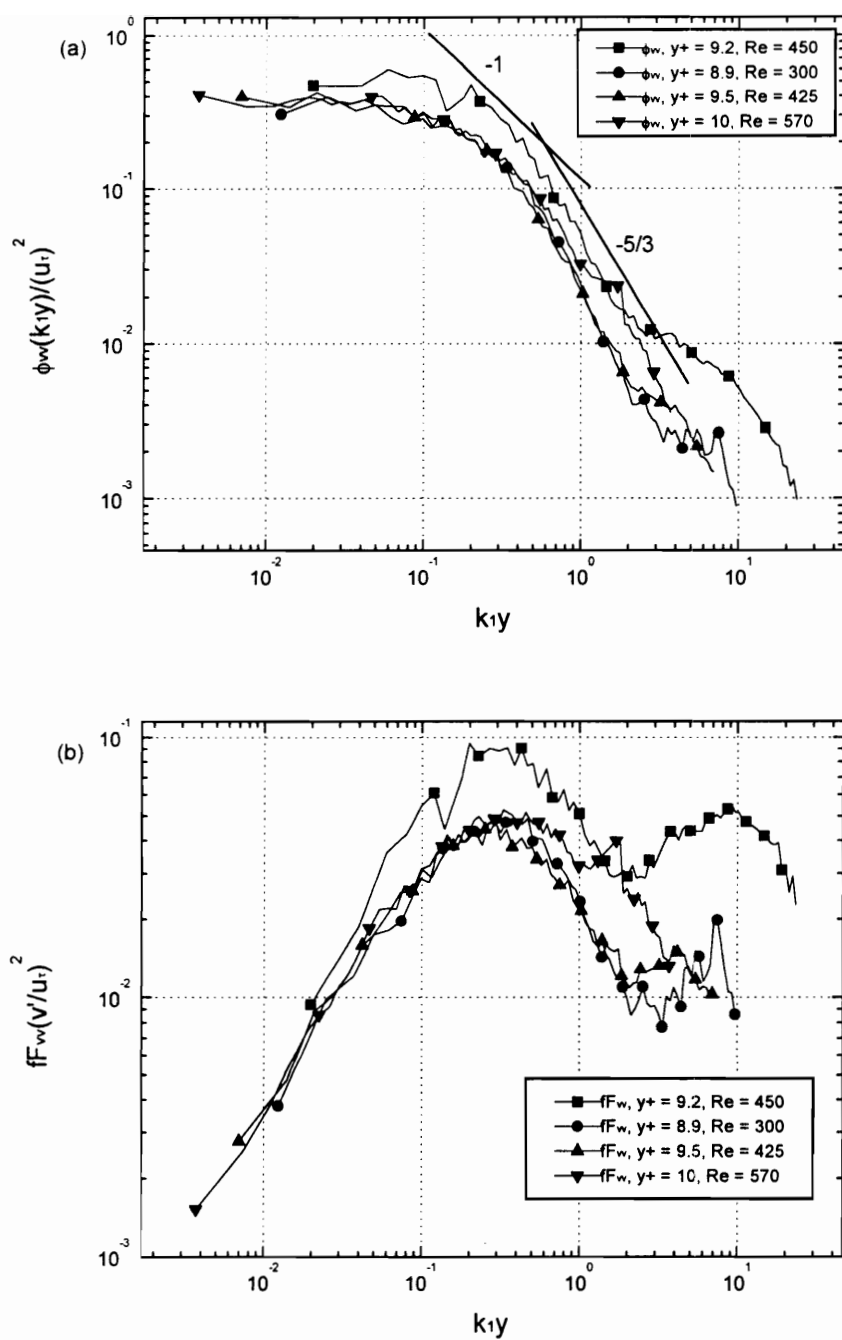 (a)
10⁰
10⁻¹
10⁻²
10⁻³
ϕw(k₁y)/(uτ)²
-1
-5/3
ϕw, y+ = 9.2, Re = 450
ϕw, y+ = 8.9, Re = 300
ϕw, y+ = 9.5, Re = 425
ϕw, y+ = 10, Re = 570
10⁻²
10⁻¹
10⁰
10¹
k₁y
(b)
10⁻¹
10⁻²
10⁻³
fFw(v'/uτ)²
fFw, y+ = 9.2, Re = 450
fFw, y+ = 8.9, Re = 300
fFw, y+ = 9.5, Re = 425
fFw, y+ = 10, Re = 570
10⁻²
10⁻¹
10⁰
10¹
k₁y